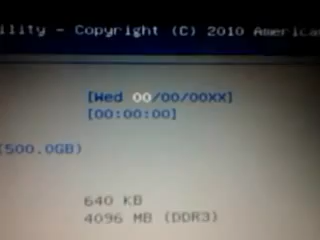 ility - Copyright (C) 2010 America
[Wed 00/00/00XX]
[00:00:00]
(500.0GB)
640 KB
4096 MB (DDR3)